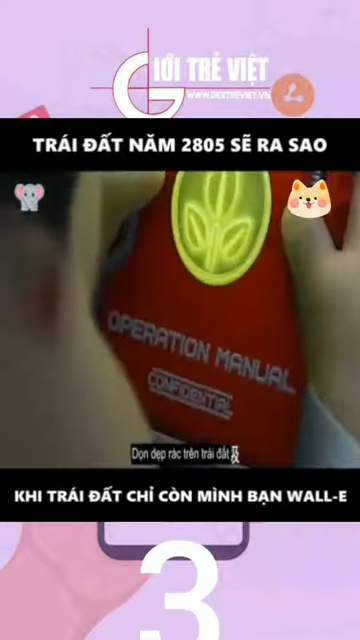 GIỚI TRẺ VIỆT
WWW.GIOITREVIET.VN
TRÁI ĐẤT NĂM 2805 SẼ RA SAO
OPERATION MANUAL
CONFIDENTIAL
Dọn dẹp rác trên trái đất
KHI TRÁI ĐẤT CHỈ CÒN MÌNH BẠN WALL-E
3